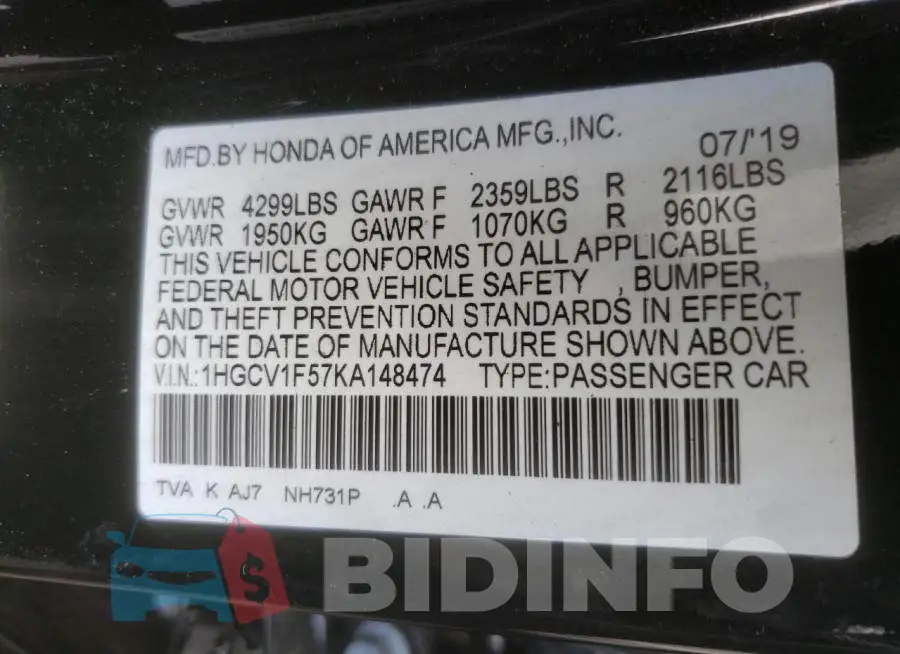 MFD.BY HONDA OF AMERICA MFG.,INC. 07/'19
GVWR 4299LBS GAWR F 2359LBS R 2116LBS
GVWR 1950KG GAWR F 1070KG R 960KG
THIS VEHICLE CONFORMS TO ALL APPLICABLE
FEDERAL MOTOR VEHICLE SAFETY , BUMPER,
AND THEFT PREVENTION STANDARDS IN EFFECT
ON THE DATE OF MANUFACTURE SHOWN ABOVE.
V.I.N.:1HGCV1F57KA148474 TYPE:PASSENGER CAR
TVA K AJ7 NH731P .A .A
$ BIDINFO